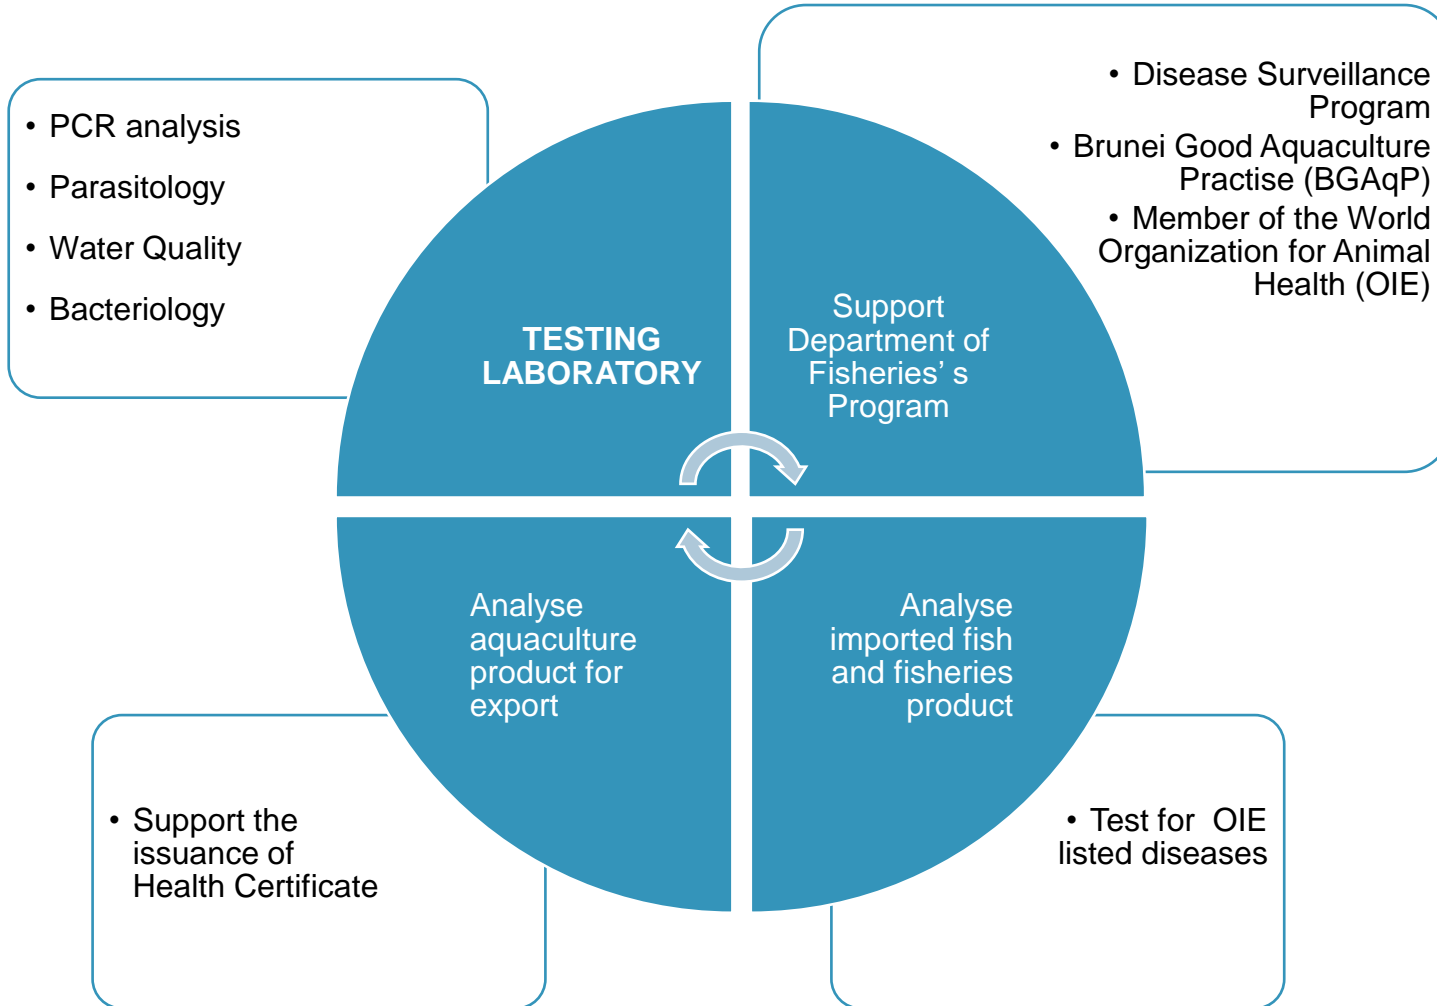 • PCR analysis
• Parasitology
• Water Quality
• Bacteriology
• Disease Surveillance
Program
• Brunei Good Aquaculture
Practise (BGAqP)
• Member of the World
Organization for Animal
Health (OIE)
TESTING
LABORATORY
Support
Department of
Fisheries’ s
Program
Analyse
aquaculture
product for
export
Analyse
imported fish
and fisheries
product
• Support the
issuance of
Health Certificate
• Test for  OIE
listed diseases